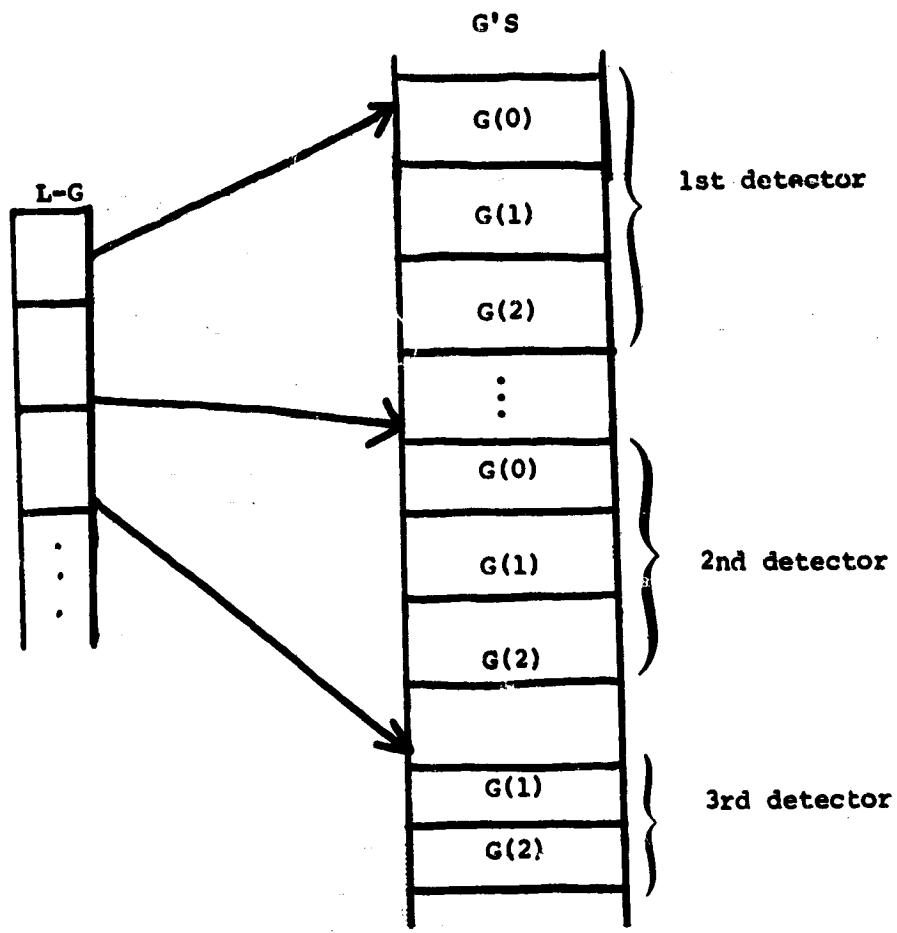 G'S
G(0)
1st detector
L-G
G(1)
G(2)
G(0)
G(1)
2nd detector
G(2)
G(1)
3rd detector
G(2)